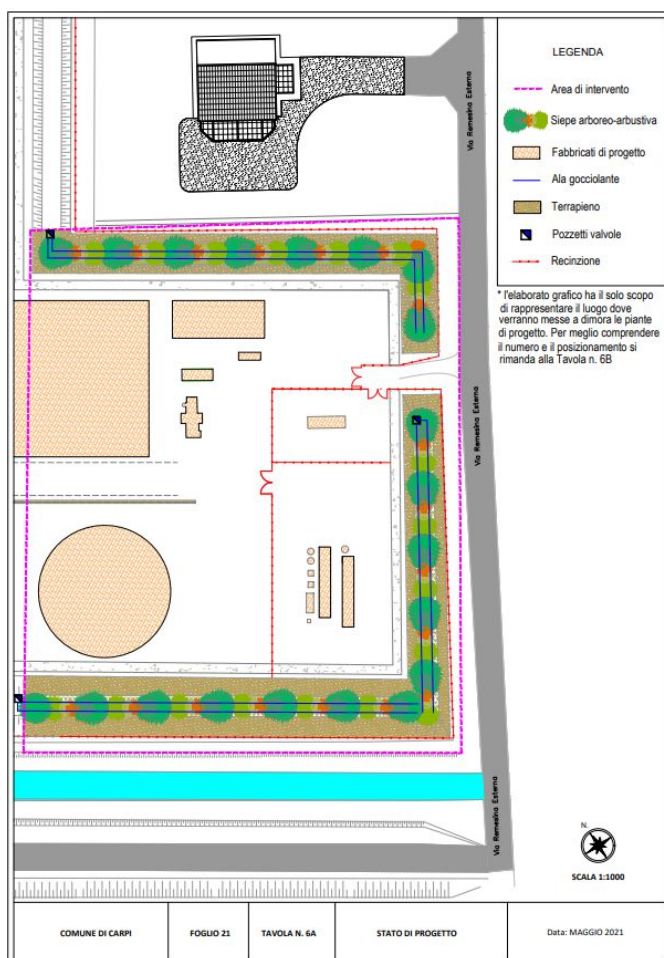 LEGENDA
Area di intervento
Siepe arboreo-arbustiva
Fabbricati di progetto
Ala gocciolante
Terrapieno
Pozzetti valvole
Recinzione
* l'elaborato grafico ha il solo scopo
di rappresentare il luogo dove
verranno messe a dimora le piante
di progetto. Per meglio comprendere
il numero e il posizionamento si
rimanda alla Tavola n. 6B
Via Remesina Esterna
Via Remesina Esterna
Via Remesina Esterna
N.
SCALA 1:1000
COMUNE DI CARPI
FOGLIO 21
TAVOLA N. 6A
STATO DI PROGETTO
Data: MAGGIO 2021